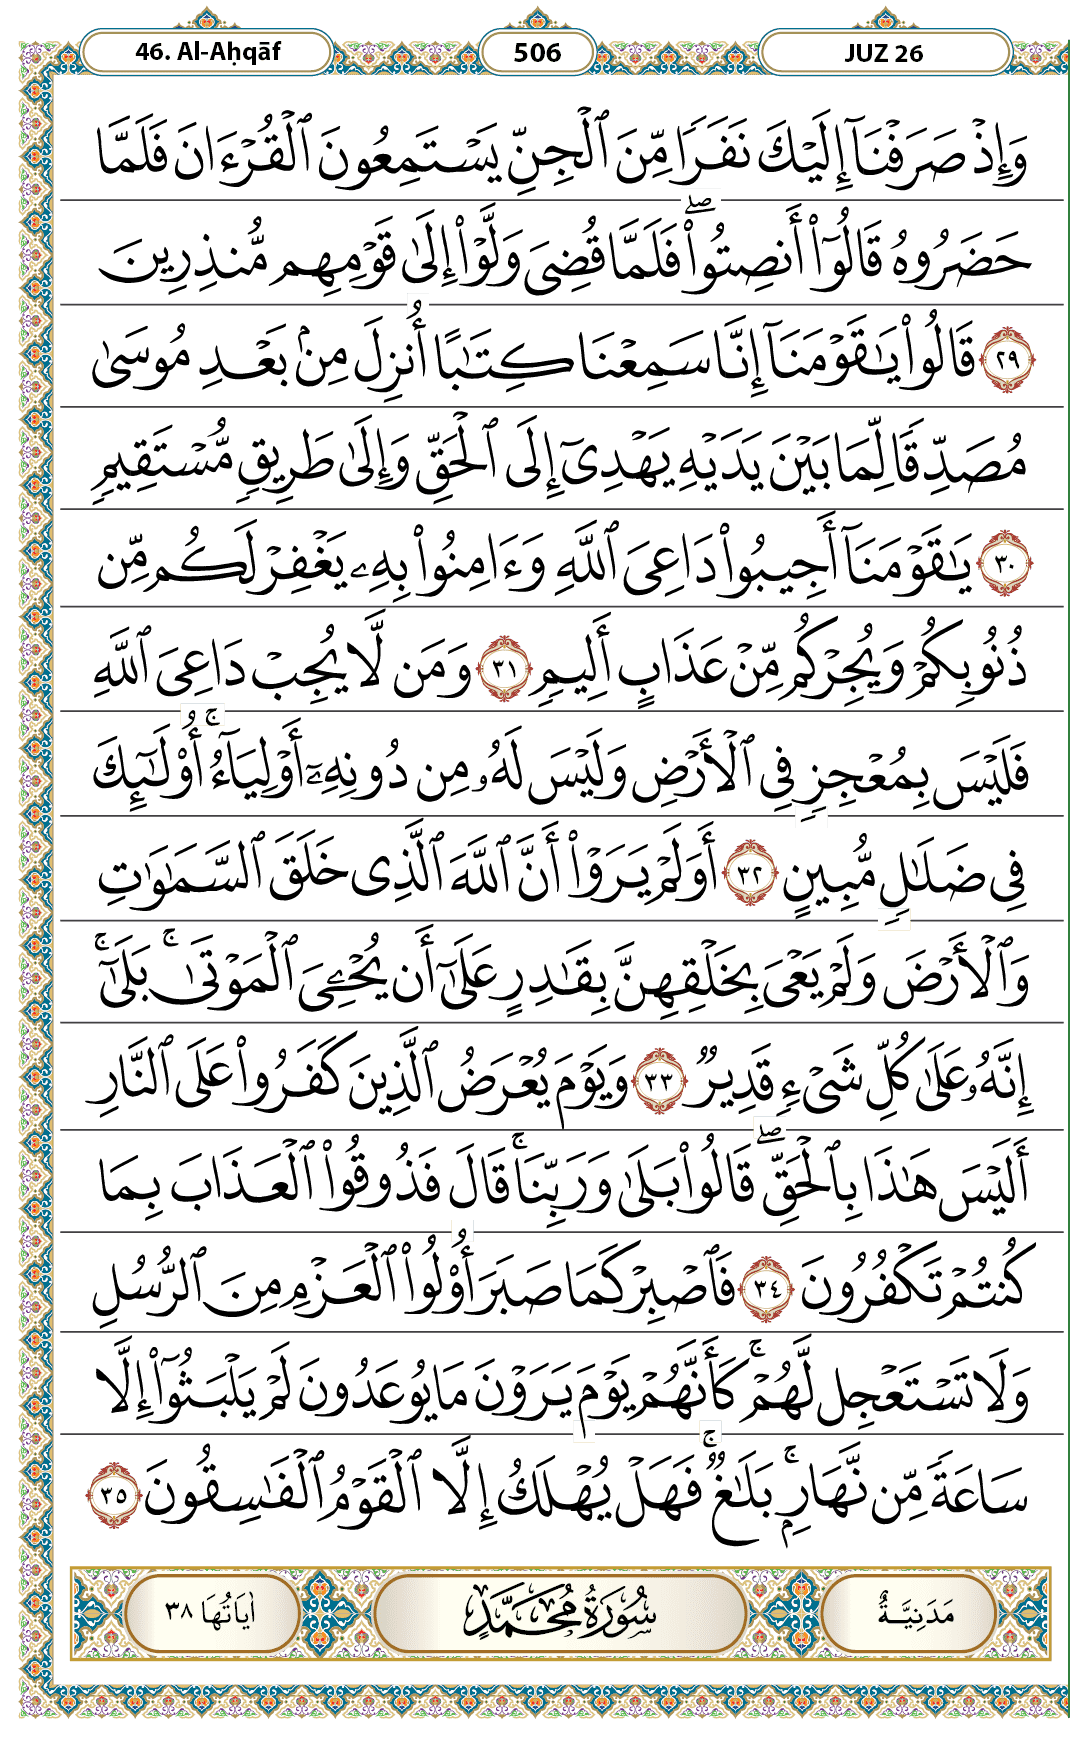 46. Al-Aḥqāf 506 JUZ 26
وَإِذْ صَرَفْنَآ إِلَيْكَ نَفَرًا مِّنَ ٱلْجِنِّ يَسْتَمِعُونَ ٱلْقُرْءَانَ فَلَمَّا
حَضَرُوهُ قَالُوٓا۟ أَنصِتُوا۟ ۖ فَلَمَّا قُضِىَ وَلَّوْا۟ إِلَىٰ قَوْمِهِم مُّنذِرِينَ
٢٩ قَالُوا۟ يَٰقَوْمَنَآ إِنَّا سَمِعْنَا كِتَٰبًا أُنزِلَ مِنۢ بَعْدِ مُوسَىٰ
مُصَدِّقًا لِّمَا بَيْنَ يَدَيْهِ يَهْدِىٓ إِلَى ٱلْحَقِّ وَإِلَىٰ طَرِيقٍ مُّسْتَقِيمٍ
٣٠ يَٰقَوْمَنَآ أَجِيبُوا۟ دَاعِىَ ٱللَّهِ وَءَامِنُوا۟ بِهِۦ يَغْفِرْ لَكُم مِّن
ذُنُوبِكُمْ وَيُجِرْكُم مِّنْ عَذَابٍ أَلِيمٍ ٣١ وَمَن لَّا يُجِبْ دَاعِىَ ٱللَّهِ
فَلَيْسَ بِمُعْجِزٍ فِى ٱلْأَرْضِ وَلَيْسَ لَهُۥ مِن دُونِهِۦٓ أَوْلِيَآءُ ۚ أُو۟لَٰٓئِكَ
فِى ضَلَٰلٍ مُّبِينٍ ٣٢ أَوَلَمْ يَرَوْا۟ أَنَّ ٱللَّهَ ٱلَّذِى خَلَقَ ٱلسَّمَٰوَٰتِ
وَٱلْأَرْضَ وَلَمْ يَعْىَ بِخَلْقِهِنَّ بِقَٰدِرٍ عَلَىٰٓ أَن يُحْـِۧىَ ٱلْمَوْتَىٰ ۚ بَلَىٰٓ ۚ
إِنَّهُۥ عَلَىٰ كُلِّ شَىْءٍ قَدِيرٌ ٣٣ وَيَوْمَ يُعْرَضُ ٱلَّذِينَ كَفَرُوا۟ عَلَى ٱلنَّارِ
أَلَيْسَ هَٰذَا بِٱلْحَقِّ ۖ قَالُوا۟ بَلَىٰ وَرَبِّنَا ۚ قَالَ فَذُوقُوا۟ ٱلْعَذَابَ بِمَا
كُنتُمْ تَكْفُرُونَ ٣٤ فَٱصْبِرْ كَمَا صَبَرَ أُو۟لُوا۟ ٱلْعَزْمِ مِنَ ٱلرُّسُلِ
وَلَا تَسْتَعْجِل لَّهُمْ ۚ كَأَنَّهُمْ يَوْمَ يَرَوْنَ مَا يُوعَدُونَ لَمْ يَلْبَثُوٓا۟ إِلَّا
سَاعَةً مِّن نَّهَارٍۭ ۚ بَلَٰغٌ ۚ فَهَلْ يُهْلَكُ إِلَّا ٱلْقَوْمُ ٱلْفَٰسِقُونَ ٣٥
مَدَنِيَّةٌ سُورَةُ مُحَمَّدٍ اٰيَاتُهَا ٣٨